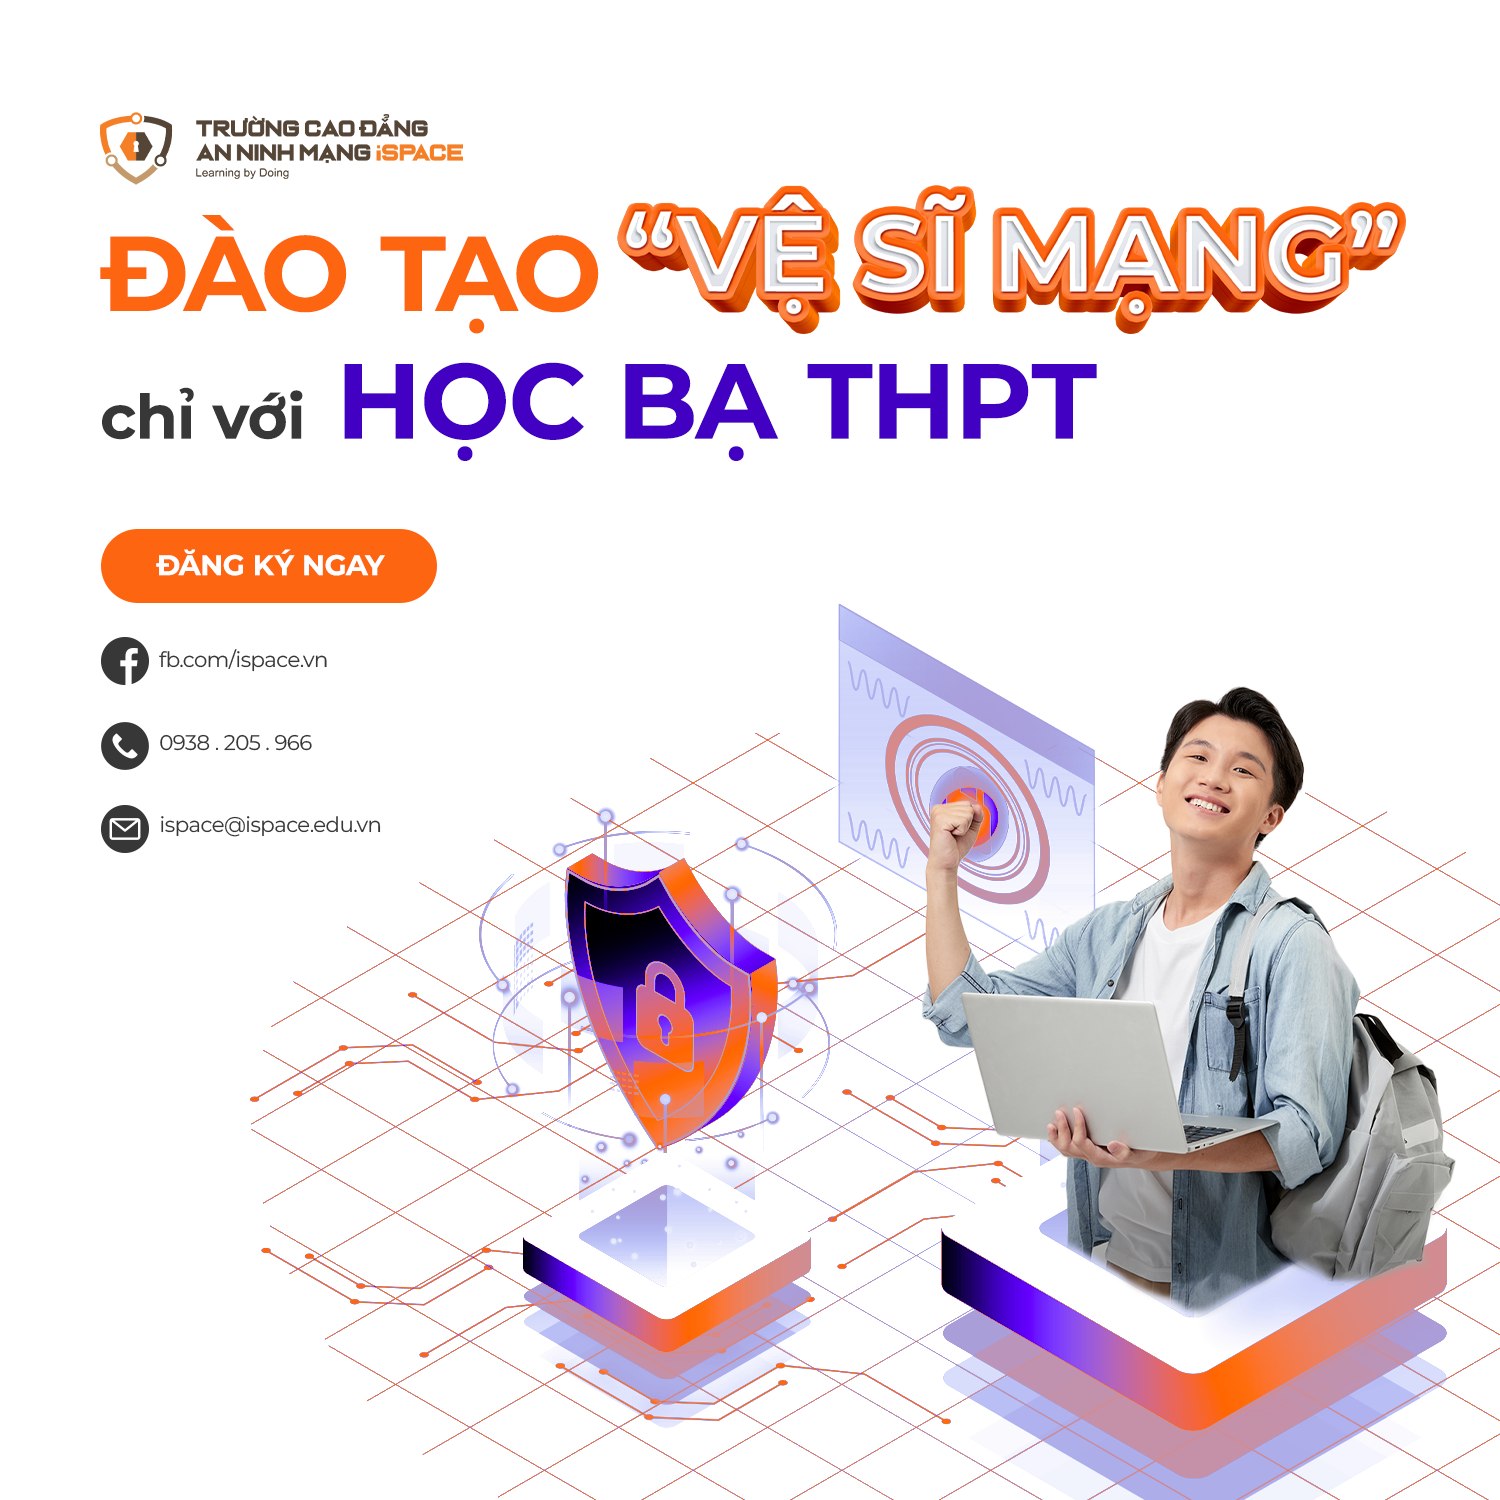 TRƯỜNG CAO ĐẲNG
AN NINH MẠNG iSPACE
Learning by Doing
ĐÀO TẠO “VỆ SĨ MẠNG”
chỉ với HỌC BẠ THPT
ĐĂNG KÝ NGAY
fb.com/ispace.vn
0938 . 205 . 966
ispace@ispace.edu.vn